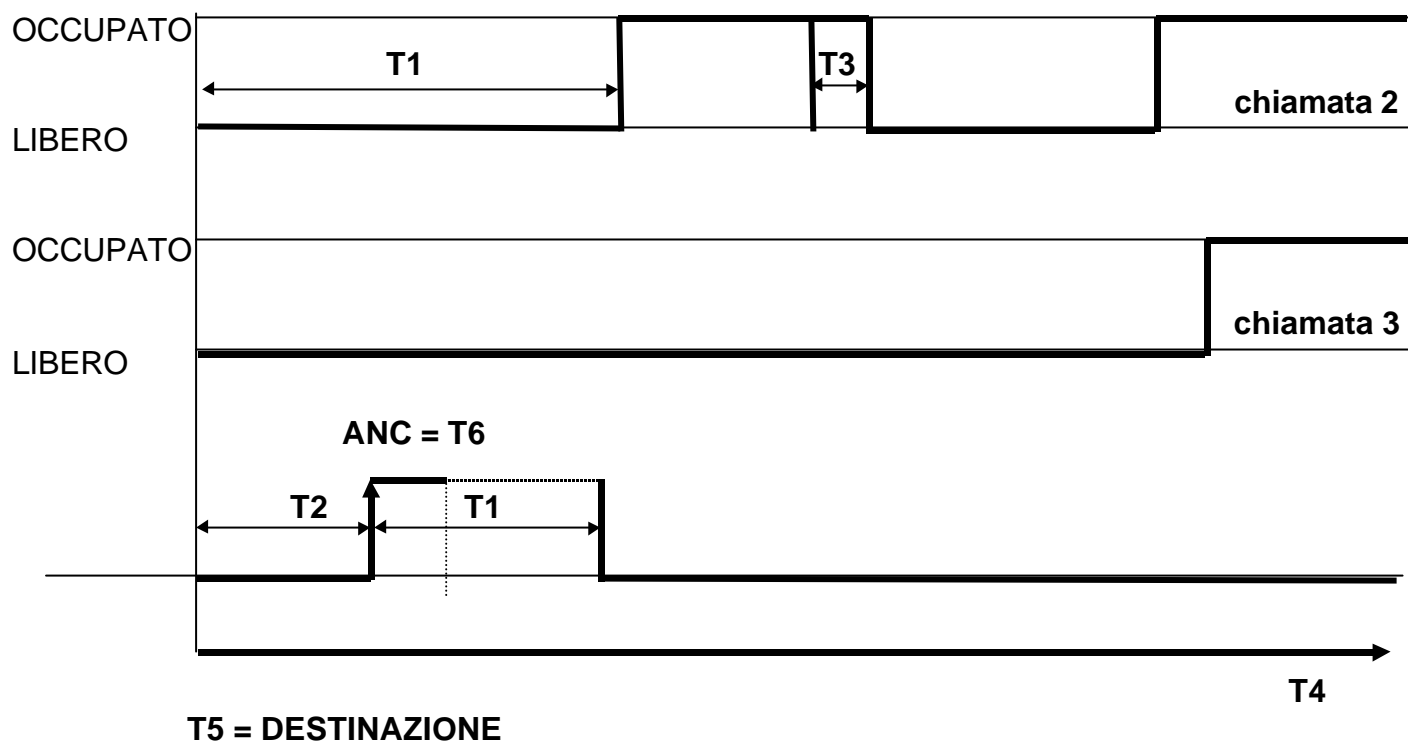 OCCUPATO
T1
T3
chiamata 2
LIBERO
OCCUPATO
chiamata 3
LIBERO
ANC = T6
T2
T1
T4
T5 = DESTINAZIONE